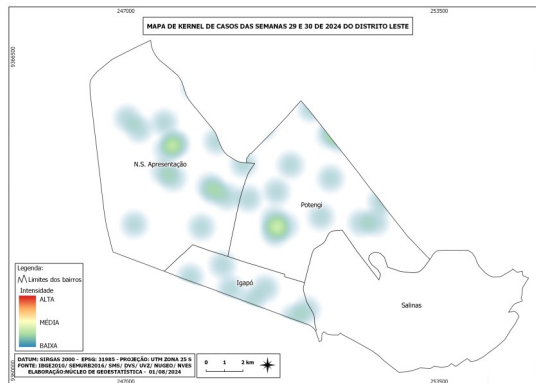 247000
253500
MAPA DE KERNEL DE CASOS DAS SEMANAS 29 E 30 DE 2024 DO DISTRITO LESTE
9366500
N.S. Apresentação
Potengi
Igapó
Salinas
Legenda:
Limites dos bairros
Intensidade
ALTA
MÉDIA
BAIXA
DATUM: SIRGAS 2000 - EPSG: 31985 - PROJEÇÃO: UTM ZONA 25 S
FONTE: IBGE2010/ SEMURB2016/ SMS/ DVS/ UVZ/ NUGEO/ NVES
ELABORAÇÃO:NÚCLEO DE GEOESTATÍSTICA - 01/08/2024
0 1 2 km
9360000
247000
253500